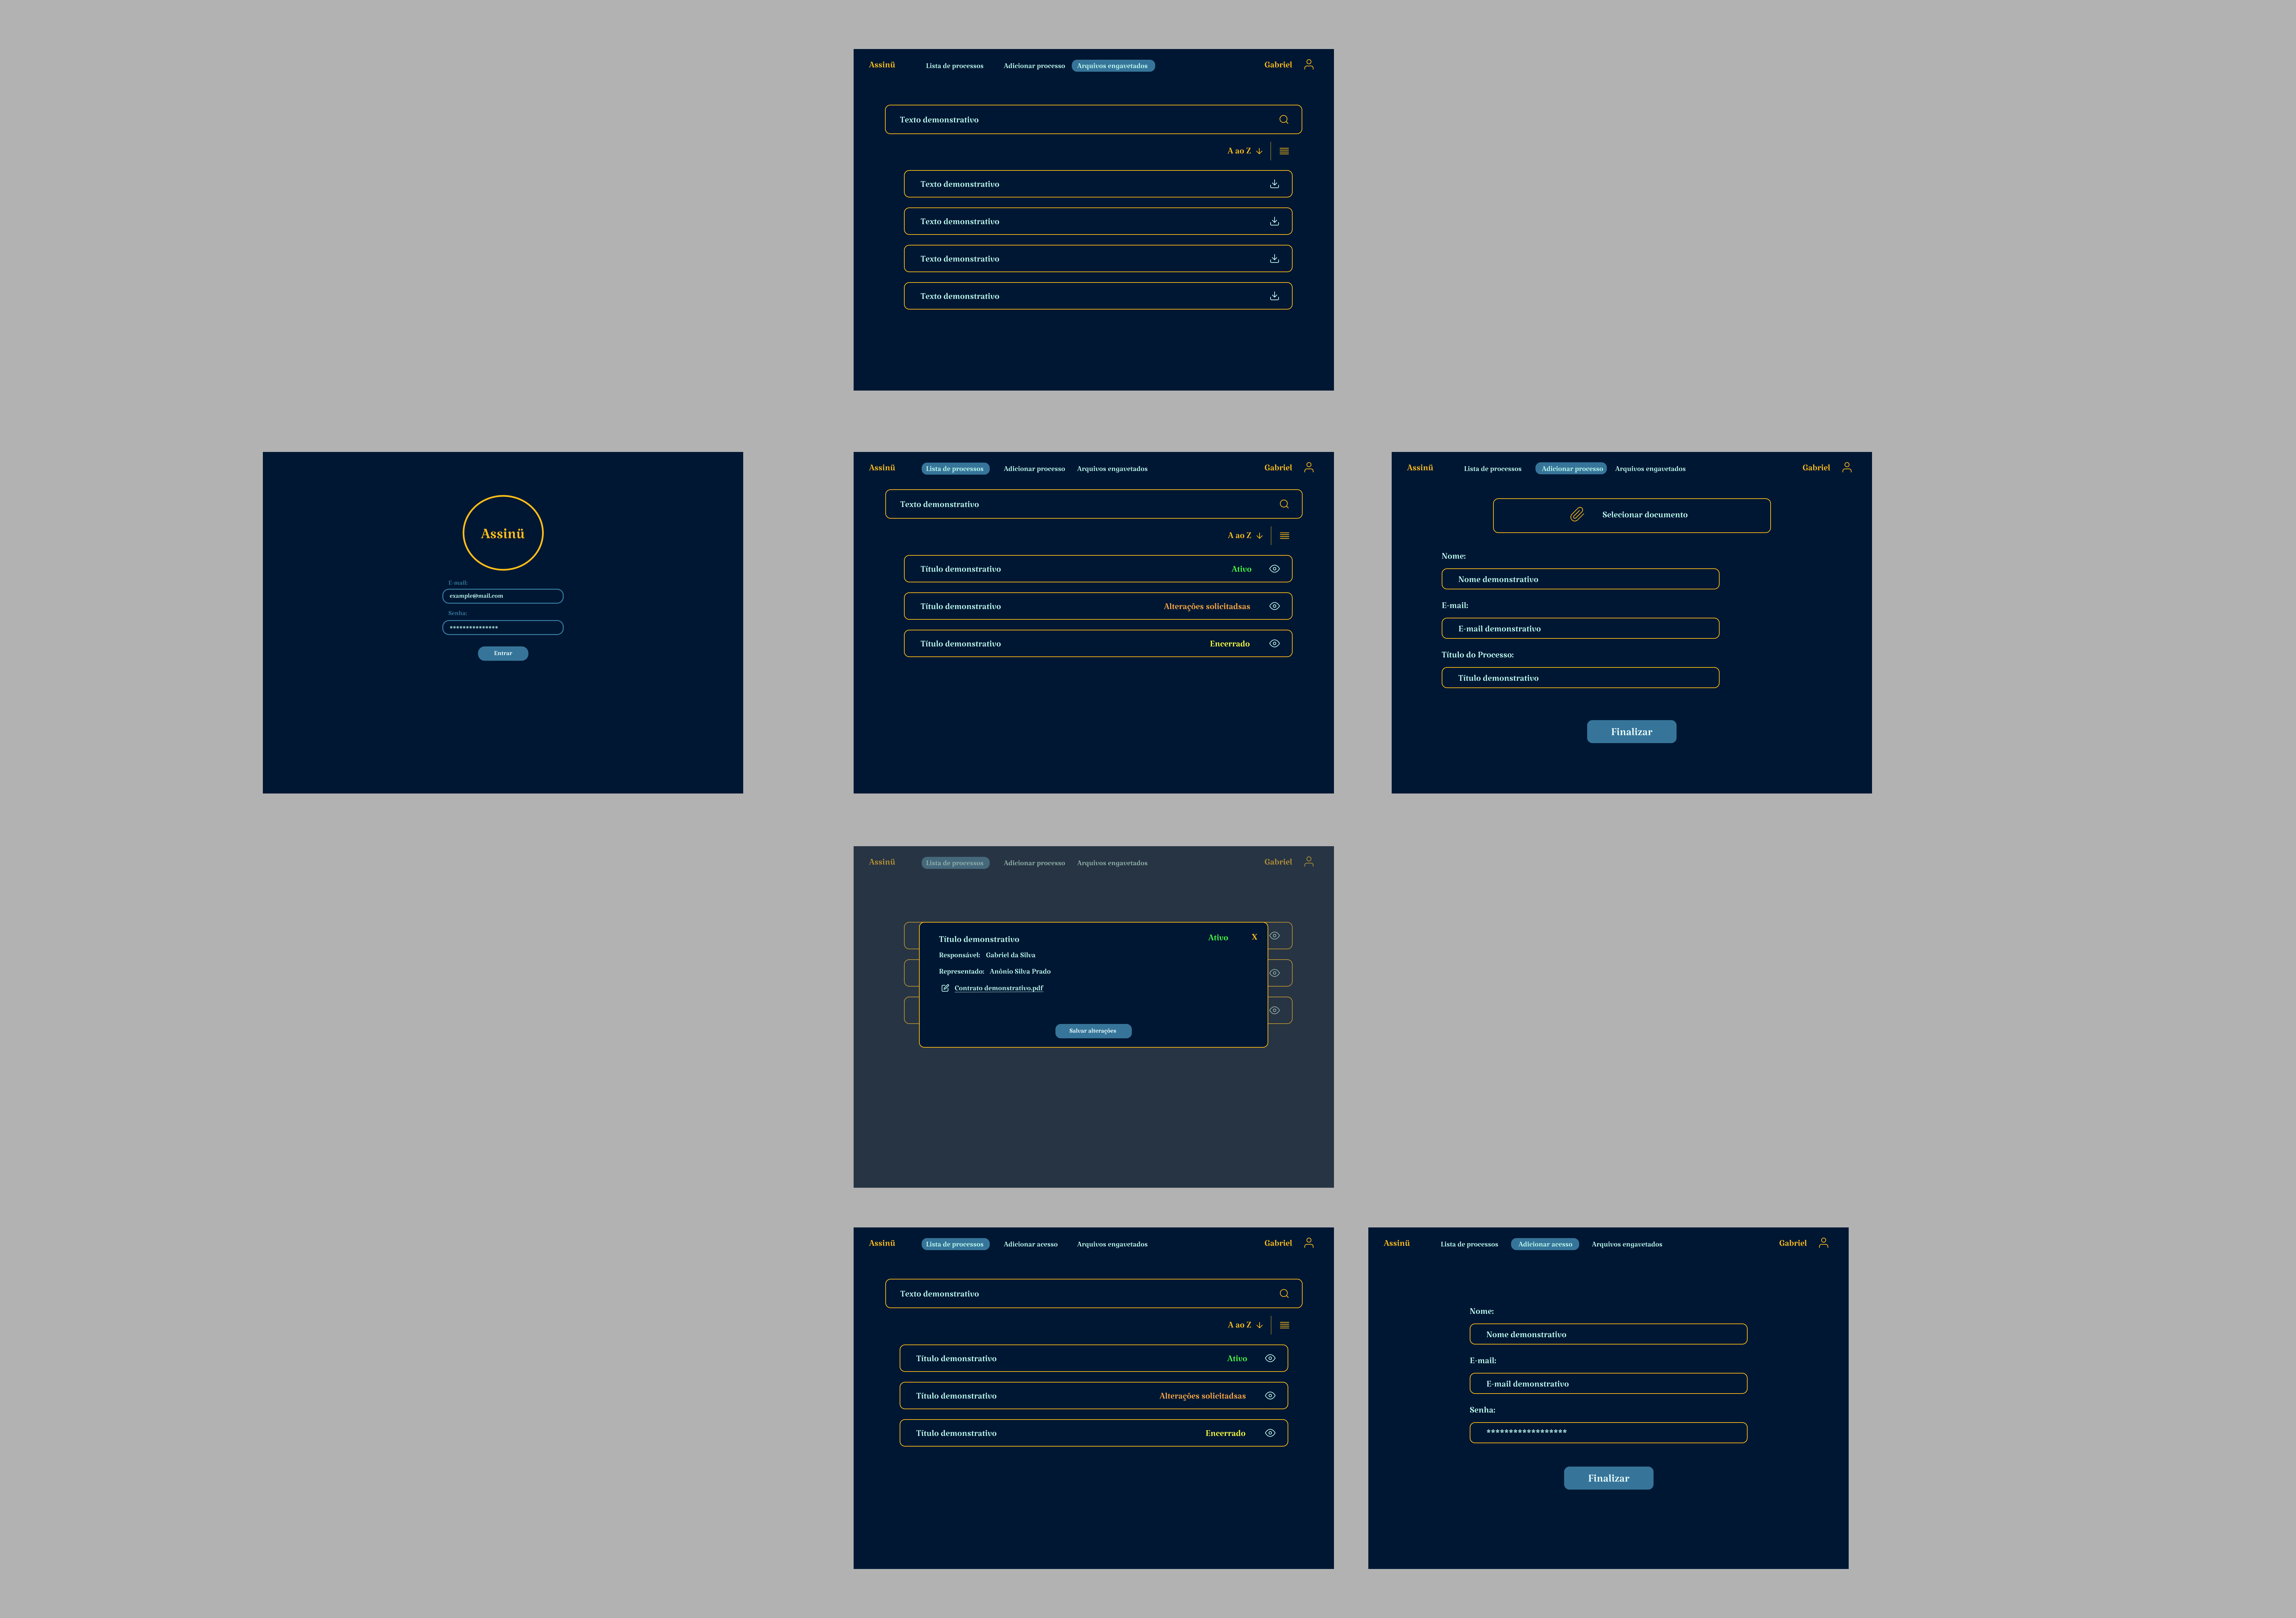 Assinü Lista de processos Adicionar processo Arquivos engavetados Gabriel
Texto demonstrativo
A ao Z
Texto demonstrativo
Texto demonstrativo
Texto demonstrativo
Texto demonstrativo
Assinü
E-mail:
example@mail.com
Senha:
***************
Entrar
Assinü Lista de processos Adicionar processo Arquivos engavetados Gabriel
Texto demonstrativo
A ao Z
Título demonstrativo Ativo
Título demonstrativo Alterações solicitadsas
Título demonstrativo Encerrado
Assinü Lista de processos Adicionar processo Arquivos engavetados Gabriel
Selecionar documento
Nome:
Nome demonstrativo
E-mail:
E-mail demonstrativo
Título do Processo:
Título demonstrativo
Finalizar
Assinü Lista de processos Adicionar processo Arquivos engavetados Gabriel
Título demonstrativo Ativo X
Responsável: Gabriel da Silva
Representado: Anônio Silva Prado
Contrato demonstrativo.pdf
Salvar alterações
Assinü Lista de processos Adicionar acesso Arquivos engavetados Gabriel
Texto demonstrativo
A ao Z
Título demonstrativo Ativo
Título demonstrativo Alterações solicitadsas
Título demonstrativo Encerrado
Assinü Lista de processos Adicionar acesso Arquivos engavetados Gabriel
Nome:
Nome demonstrativo
E-mail:
E-mail demonstrativo
Senha:
******************
Finalizar